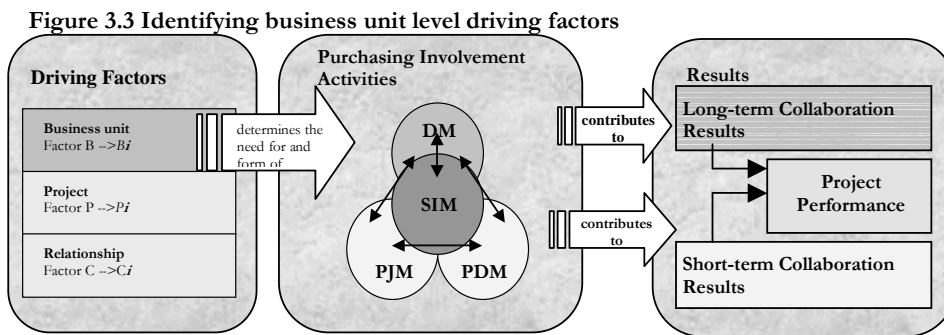 Figure 3.3 Identifying business unit level driving factors
Driving Factors
Business unit
Factor B -->Bi
Project
Factor P -->Pi
Relationship
Factor C -->Ci
determines the
need for and
form of
Purchasing Involvement
Activities
DM
SIM
PJM
PDM
contributes
to
contributes
to
Results
Long-term Collaboration
Results
Project
Performance
Short-term Collaboration
Results